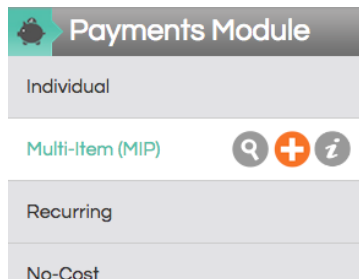 Payments Module
Individual
Multi-Item (MIP)
Recurring
No-Cost